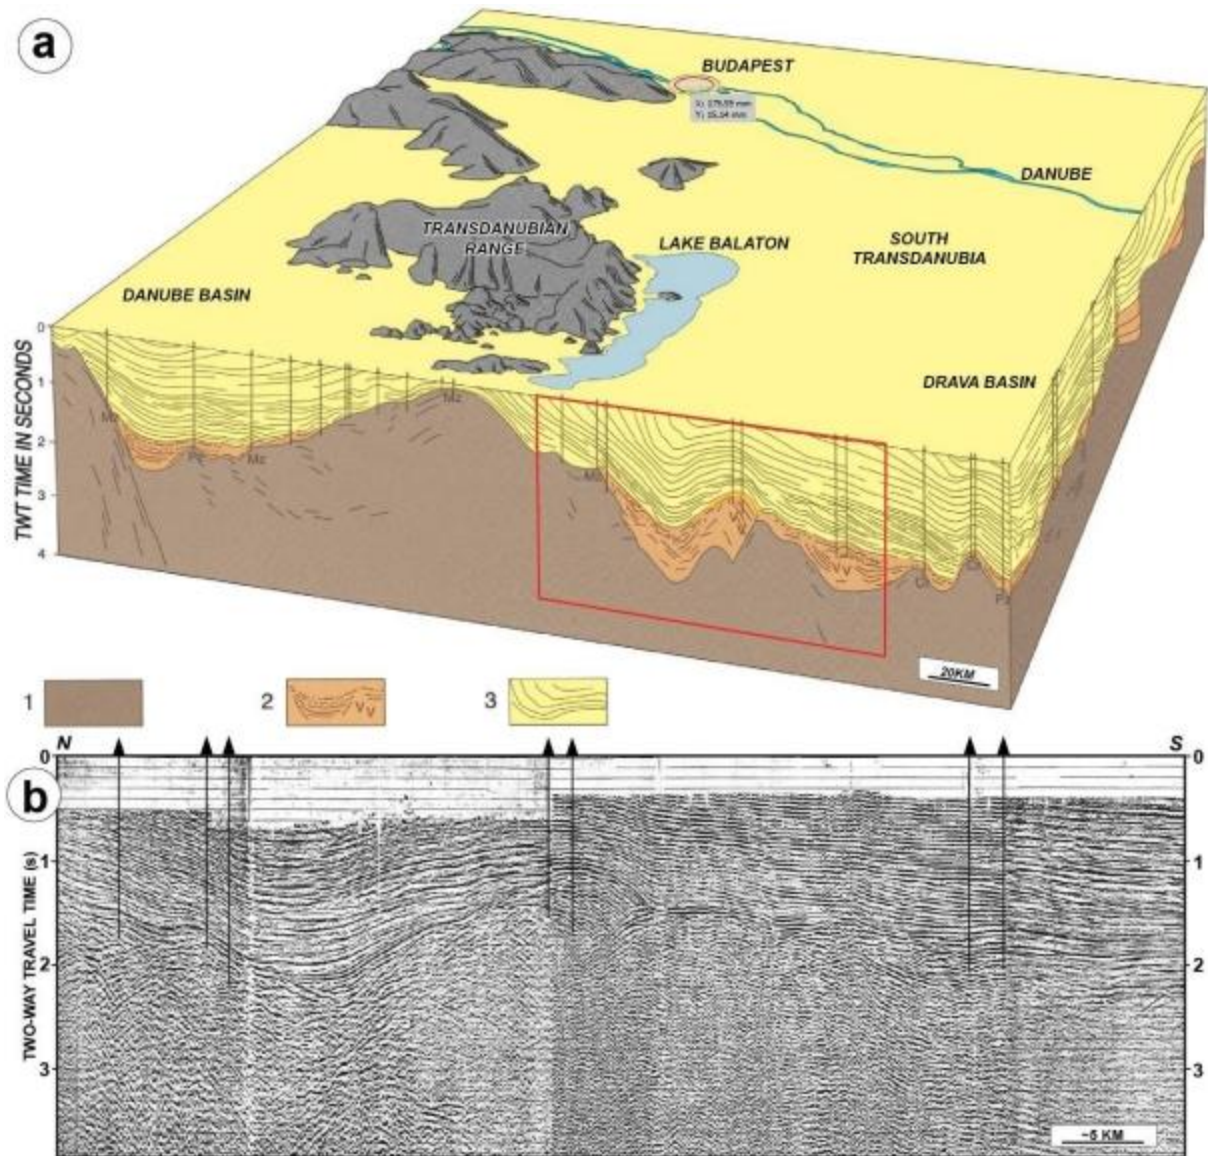 a
BUDAPEST
DANUBE
TRANSDANUBIAN
RANGE
LAKE BALATON
SOUTH
TRANSDANUBIA
DANUBE BASIN
DRAVA BASIN
TWT TIME IN SECONDS
0
1
2
3
4
Mz
Mz
Pz
Mz
20KM
1
2
3
N
S
b
TWO-WAY TRAVEL TIME (s)
0
1
2
3
0
1
2
3
~5 KM